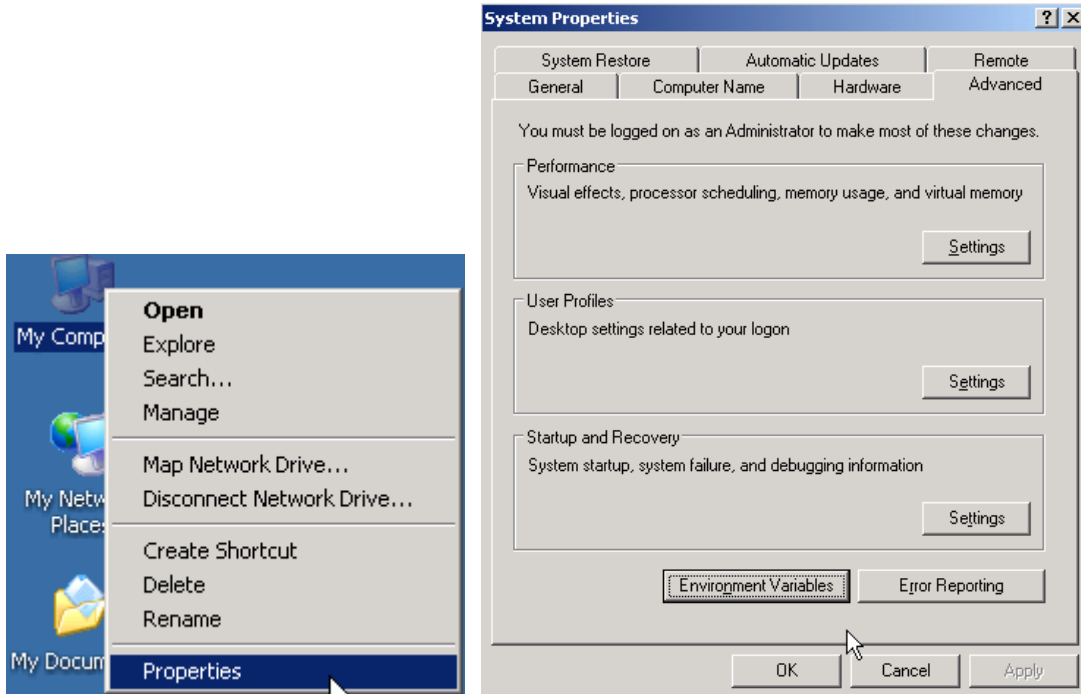 My Comp
Open
Explore
Search...
Manage
Map Network Drive...
Disconnect Network Drive...
Create Shortcut
Delete
Rename
Properties
My Netw
Place
My Docum
System Properties
System Restore Automatic Updates Remote
General Computer Name Hardware Advanced
You must be logged on as an Administrator to make most of these changes.
Performance
Visual effects, processor scheduling, memory usage, and virtual memory
Settings
User Profiles
Desktop settings related to your logon
Settings
Startup and Recovery
System startup, system failure, and debugging information
Settings
Environment Variables Error Reporting
OK Cancel Apply